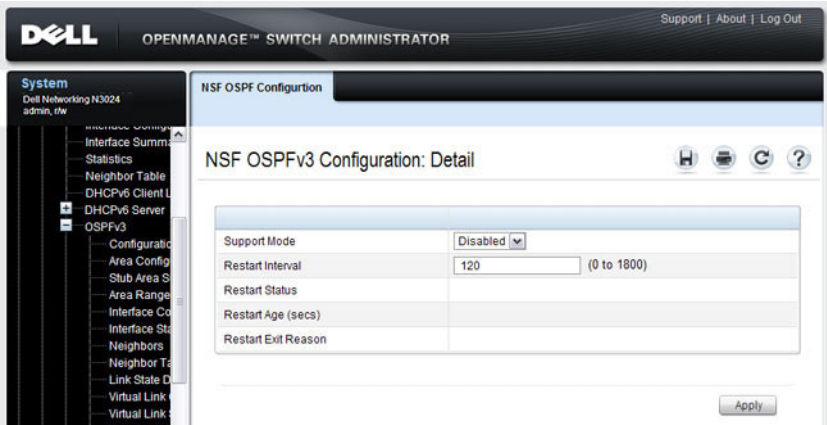 Support | About | Log Out
DELL OPENMANAGE™ SWITCH ADMINISTRATOR
System
Dell Networking N3024
admin, r/w
NSF OSPF Configurtion
Interface Summa
Statistics
Neighbor Table
DHCPv6 Client L
DHCPv6 Server
OSPFv3
Configuratio
Area Config
Stub Area S
Area Range
Interface Co
Interface Sta
Neighbors
Neighbor Ta
Link State D
Virtual Link
Virtual Link
NSF OSPFv3 Configuration: Detail
Support Mode Disabled
Restart Interval 120 (0 to 1800)
Restart Status
Restart Age (secs)
Restart Exit Reason
Apply